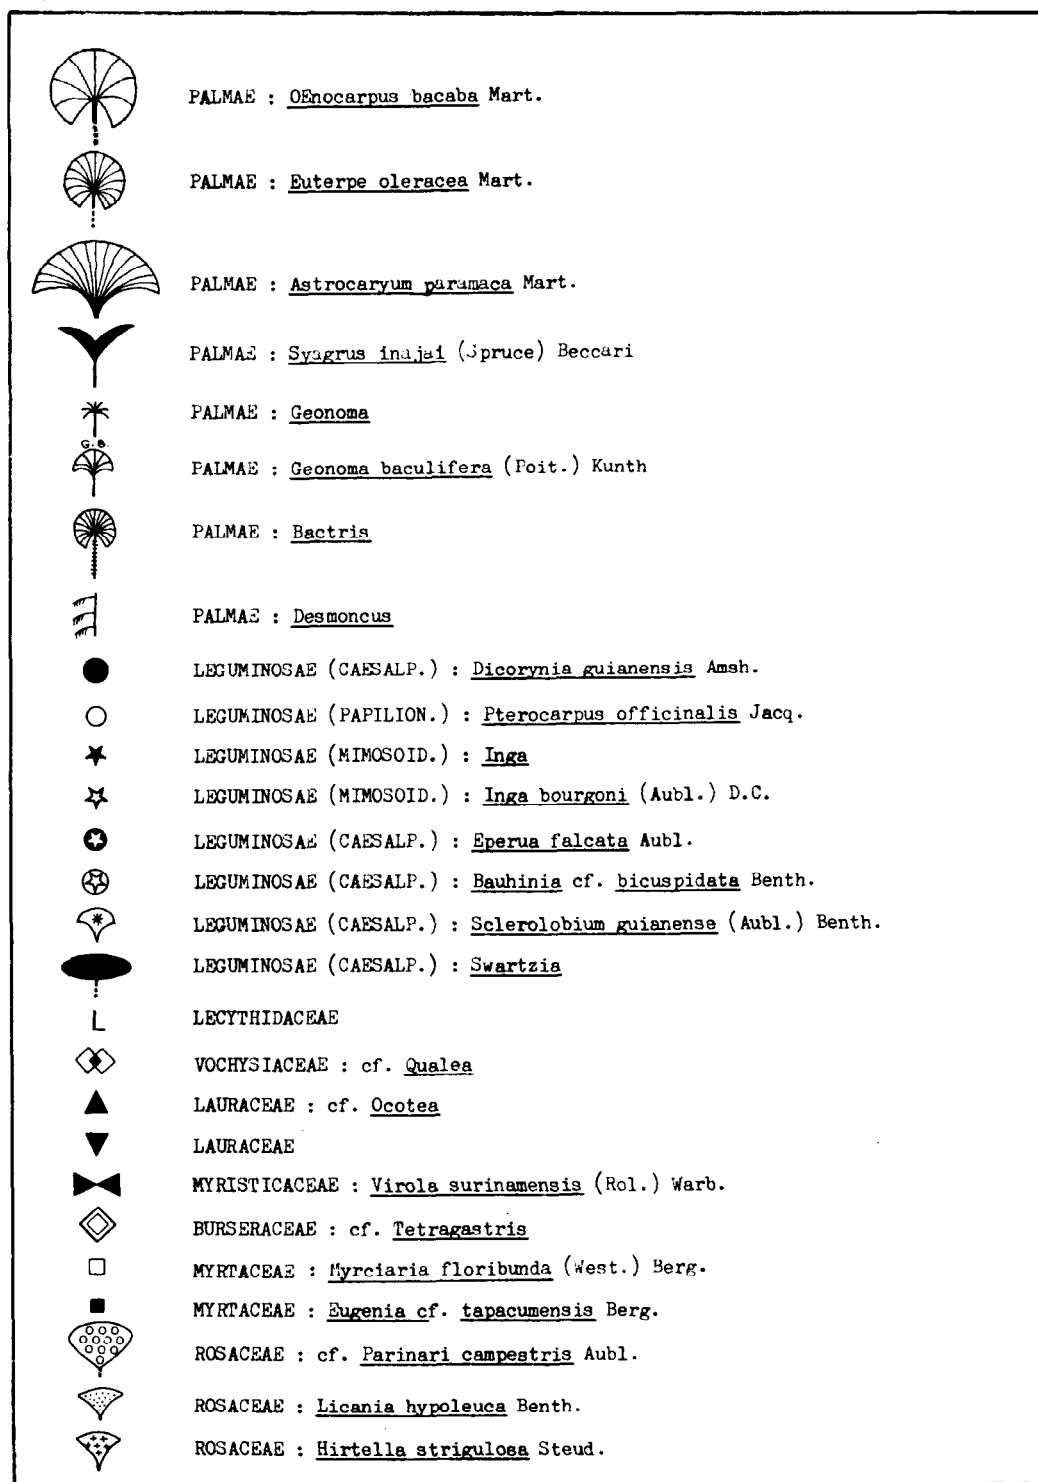 PALMAE : OEnocarpus bacaba Mart.
PALMAE : Euterpe oleracea Mart.
PALMAE : Astrocaryum paramaca Mart.
PALMAE : Syagrus inajai (Spruce) Beccari
PALMAE : Geonoma
G.B.
PALMAE : Geonoma baculifera (Poit.) Kunth
PALMAE : Bactris
PALMAE : Desmoncus
LEGUMINOSAE (CAESALP.) : Dicorynia guianensis Amsh.
LEGUMINOSAE (PAPILION.) : Pterocarpus officinalis Jacq.
LEGUMINOSAE (MIMOSOID.) : Inga
LEGUMINOSAE (MIMOSOID.) : Inga bourgoni (Aubl.) D.C.
LEGUMINOSAE (CAESALP.) : Eperua falcata Aubl.
LEGUMINOSAE (CAESALP.) : Bauhinia cf. bicuspidata Benth.
LEGUMINOSAE (CAESALP.) : Sclerolobium guianense (Aubl.) Benth.
LEGUMINOSAE (CAESALP.) : Swartzia
L LECYTHIDACEAE
VOCHYSIACEAE : cf. Qualea
LAURACEAE : cf. Ocotea
LAURACEAE
MYRISTICACEAE : Virola surinamensis (Rol.) Warb.
BURSERACEAE : cf. Tetragastris
MYRTACEAE : Myrciaria floribunda (West.) Berg.
MYRTACEAE : Eugenia cf. tapacumensis Berg.
ROSACEAE : cf. Parinari campestris Aubl.
ROSACEAE : Licania hypoleuca Benth.
ROSACEAE : Hirtella strigulosa Steud.